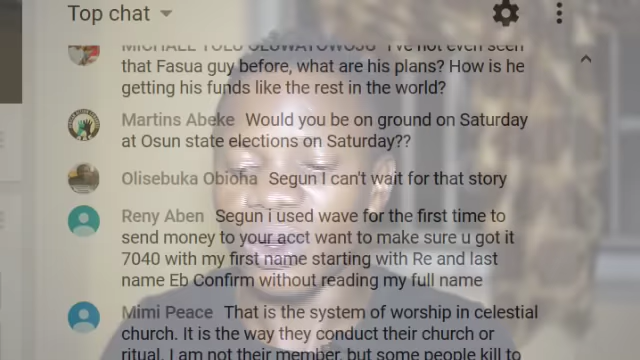 Top chat
MICHAEL TOLU OLUWATOWOJU I've not even seen
that Fasua guy before, what are his plans? How is he
getting his funds like the rest in the world?
Martins Abeke Would you be on ground on Saturday
at Osun state elections on Saturday??
Olisebuka Obioha Segun I can't wait for that story
Reny Aben Segun i used wave for the first time to
send money to your acct want to make sure u got it
7040 with my first name starting with Re and last
name Eb Confirm without reading my full name
Mimi Peace That is the system of worship in celestial
church. It is the way they conduct their church or
ritual. I am not their member, but some people kill to